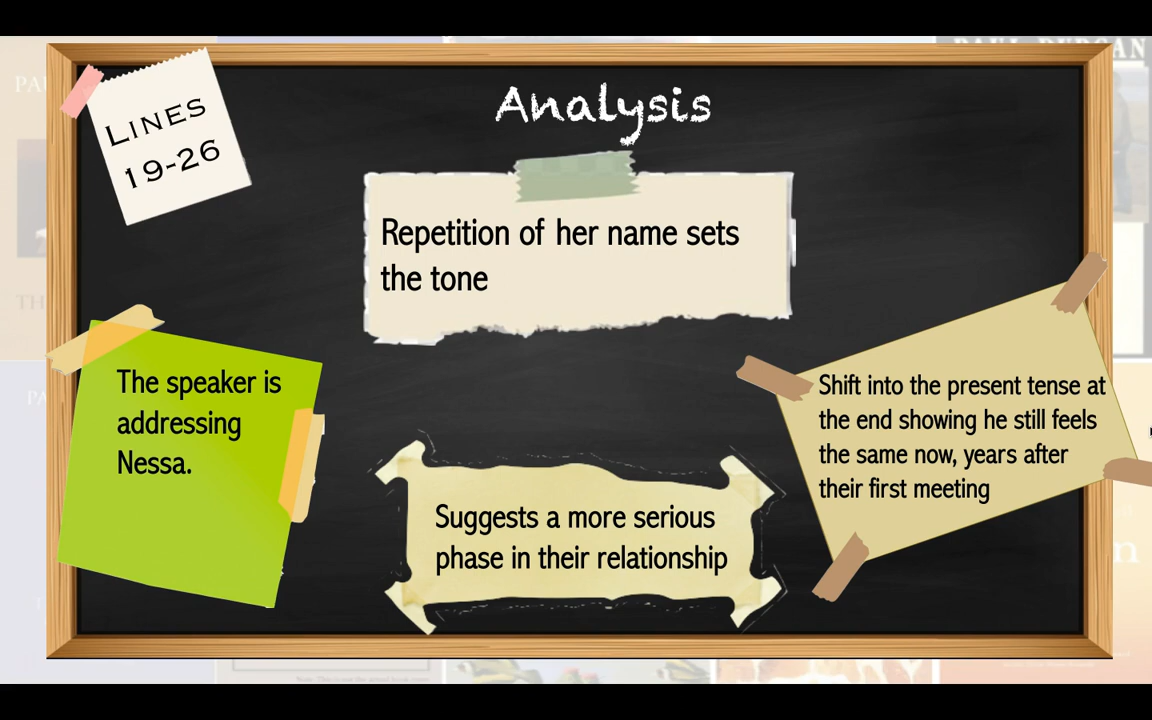 PAUL DURCAN
LINES
19-26
Analysis
Repetition of her name sets
the tone
The speaker is
addressing
Nessa.
Suggests a more serious
phase in their relationship
Shift into the present tense at
the end showing he still feels
the same now, years after
their first meeting